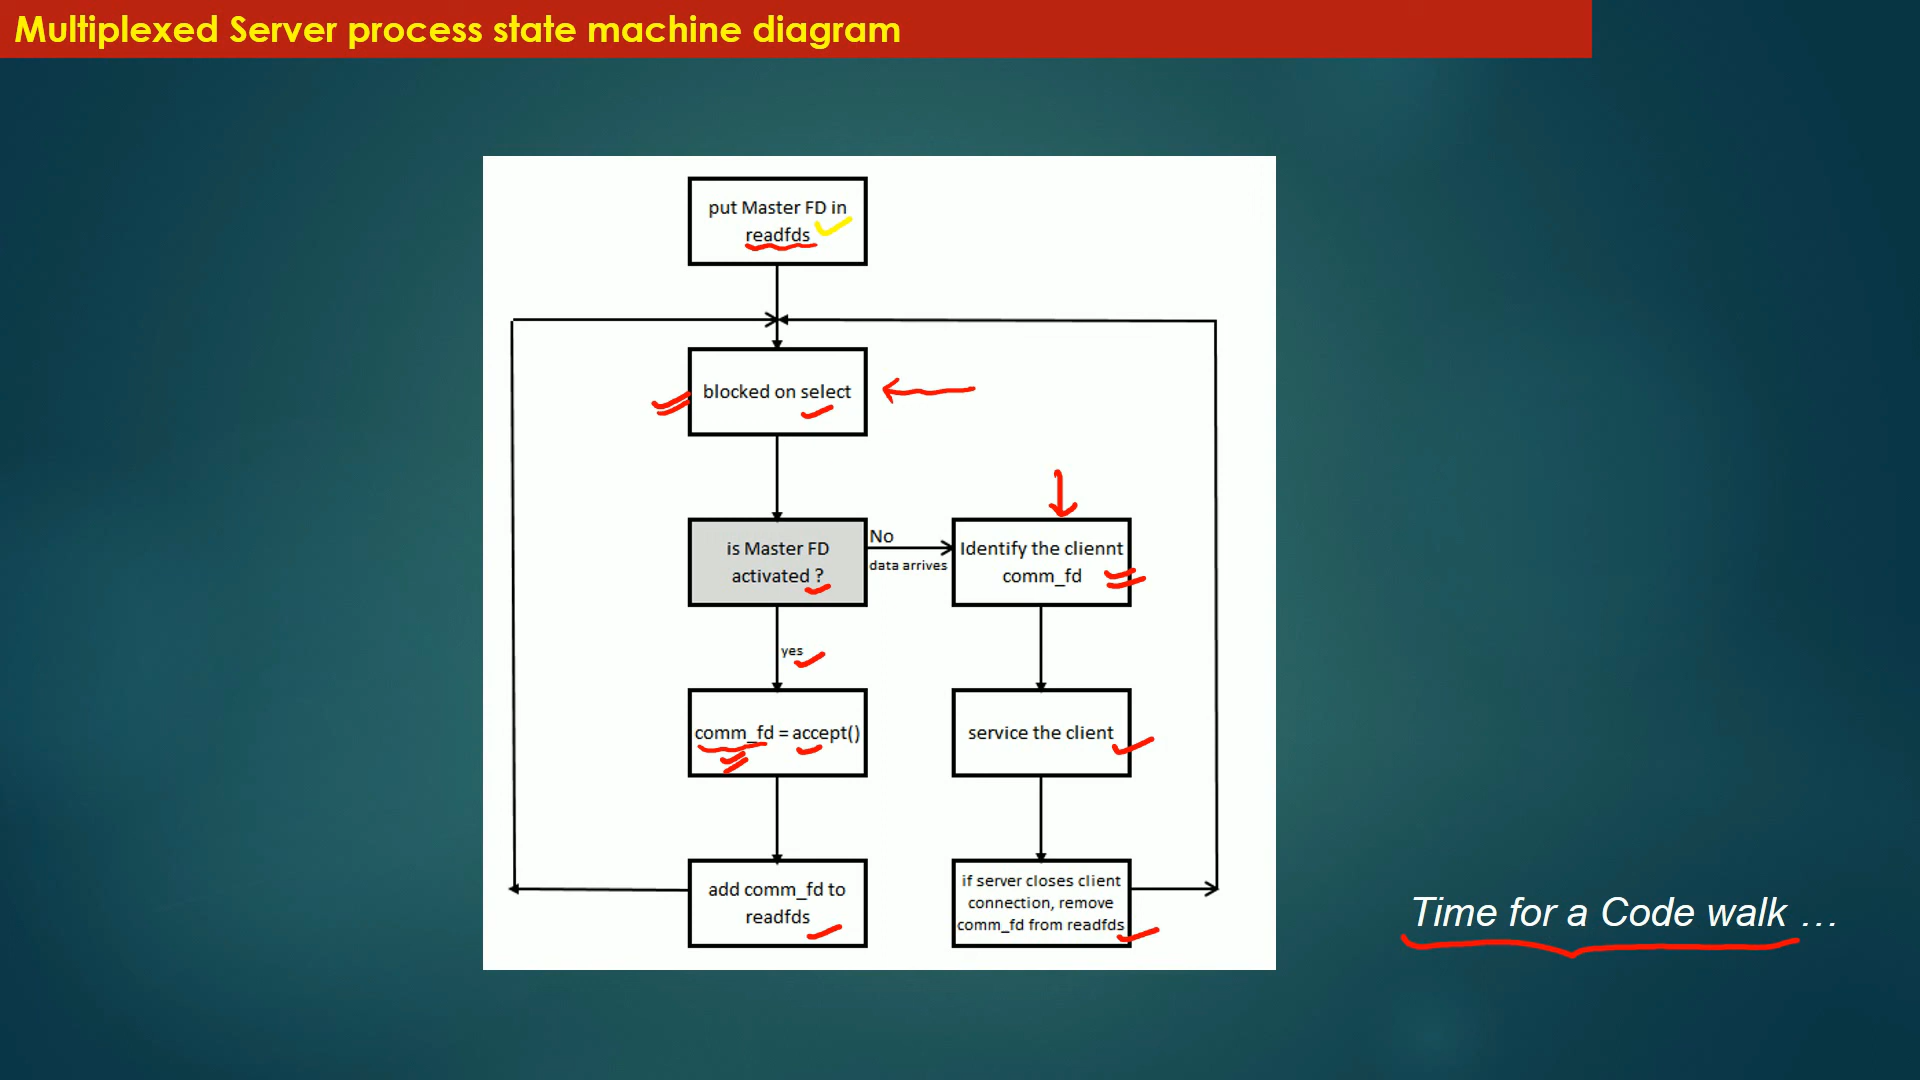 Multiplexed Server process state machine diagram
put Master FD in
readfds
blocked on select
is Master FD
activated ?
No
data arrives
Identify the cliennt
comm_fd
yes
comm_fd = accept()
service the client
add comm_fd to
readfds
if server closes client
connection, remove
comm_fd from readfds
Time for a Code walk …